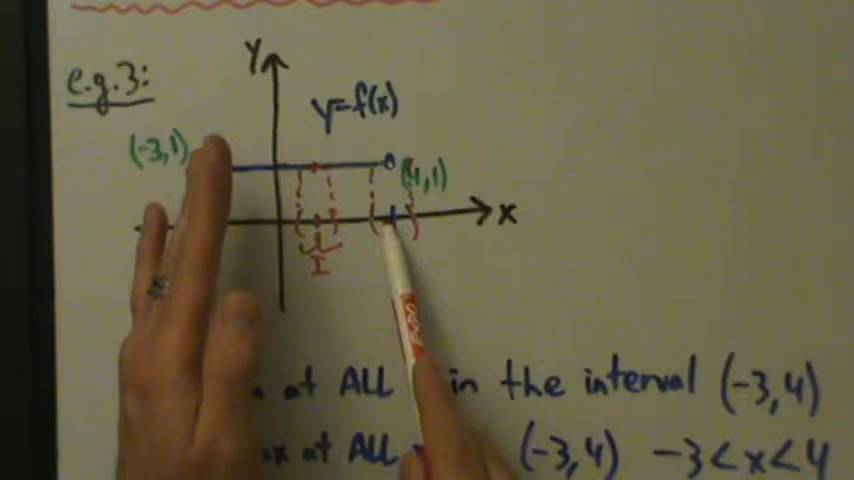 e.g.3:
Y
y=f(x)
(-3,1)
(4,1)
x
( ) ( )
I
at ALL in the interval (-3,4)
at ALL (-3,4) -3<x<4